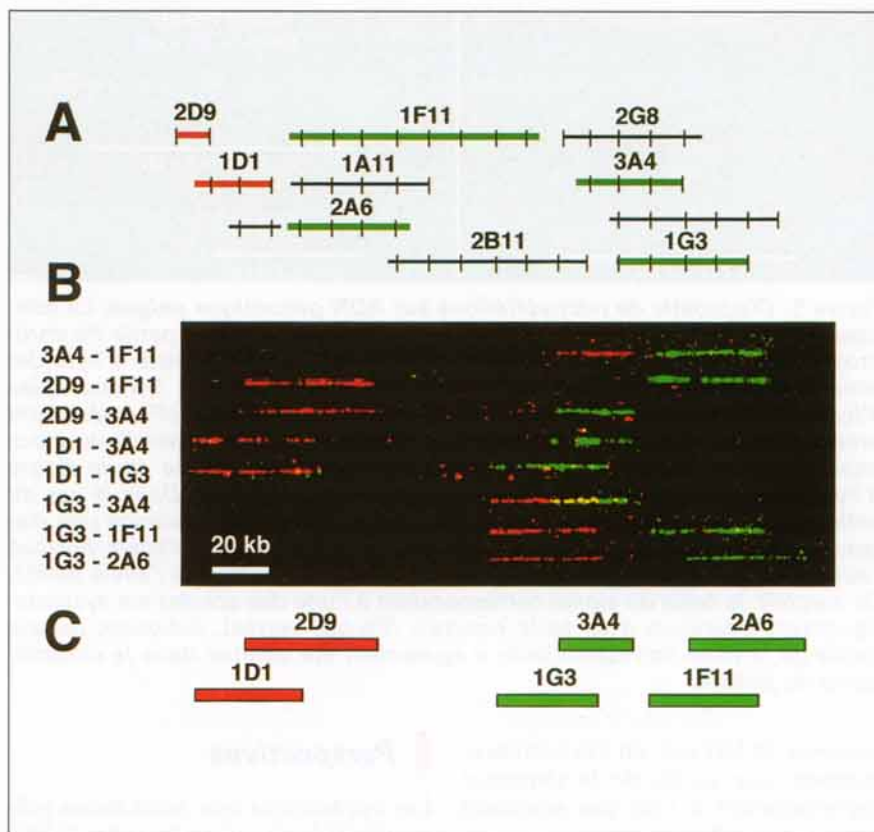 A
2D9 1F11 2G8
1D1 1A11 3A4
2A6
2B11 1G3
B
3A4 - 1F11
2D9 - 1F11
2D9 - 3A4
1D1 - 3A4
1D1 - 1G3
1G3 - 3A4
1G3 - 1F11
1G3 - 2A6
20 kb
C
2D9 3A4 2A6
1D1 1G3 1F11